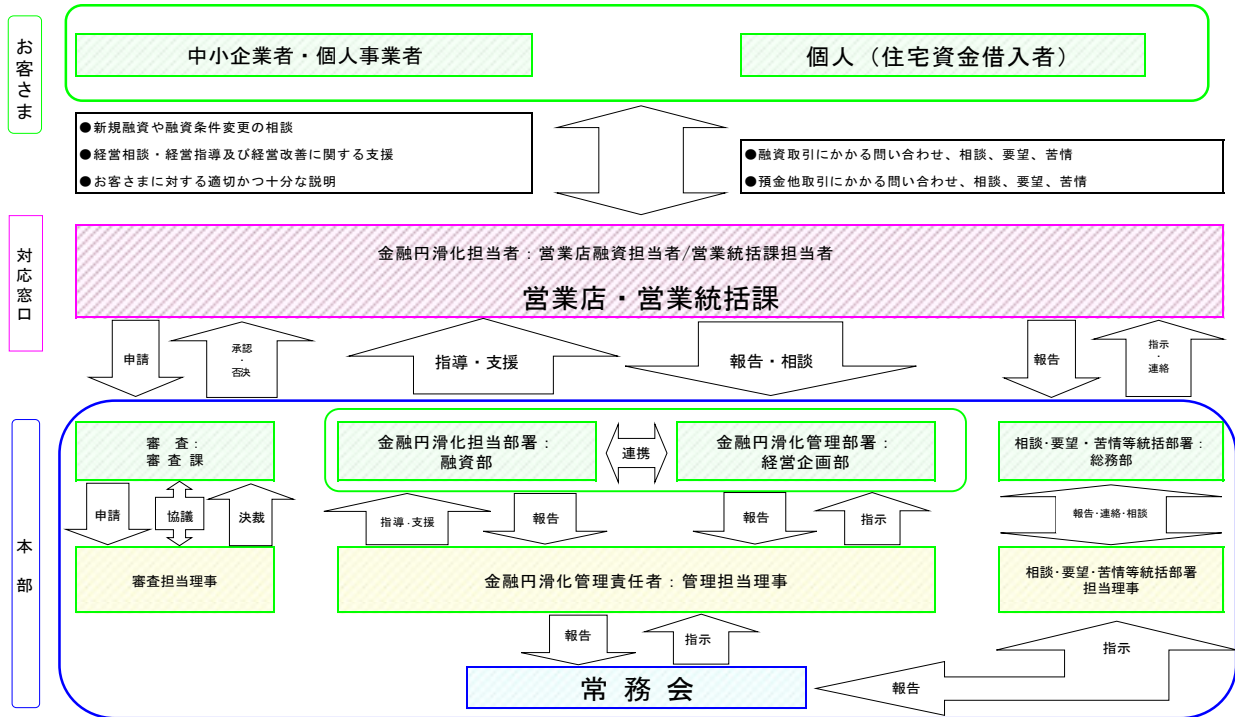 お客さま
中小企業者・個人事業者
個人（住宅資金借入者）
●新規融資や融資条件変更の相談
●経営相談・経営指導及び経営改善に関する支援
●お客さまに対する適切かつ十分な説明
●融資取引にかかる問い合わせ、相談、要望、苦情
●預金他取引にかかる問い合わせ、相談、要望、苦情
対応窓口
金融円滑化担当者：営業店融資担当者/営業統括課担当者
営業店・営業統括課
申請
承認
・
否決
指導・支援
報告・相談
報告
指示
・
連絡
本部
審　査：
審 査 課
金融円滑化担当部署：
融資部
連携
金融円滑化管理部署：
経営企画部
相談・要望・苦情等統括部署：
総務部
申請
協議
決裁
指導・支援
報告
報告
指示
報告・連絡・相談
審査担当理事
金融円滑化管理責任者：管理担当理事
相談・要望・苦情等統括部署
担当理事
報告
指示
指示
報告
常 務 会